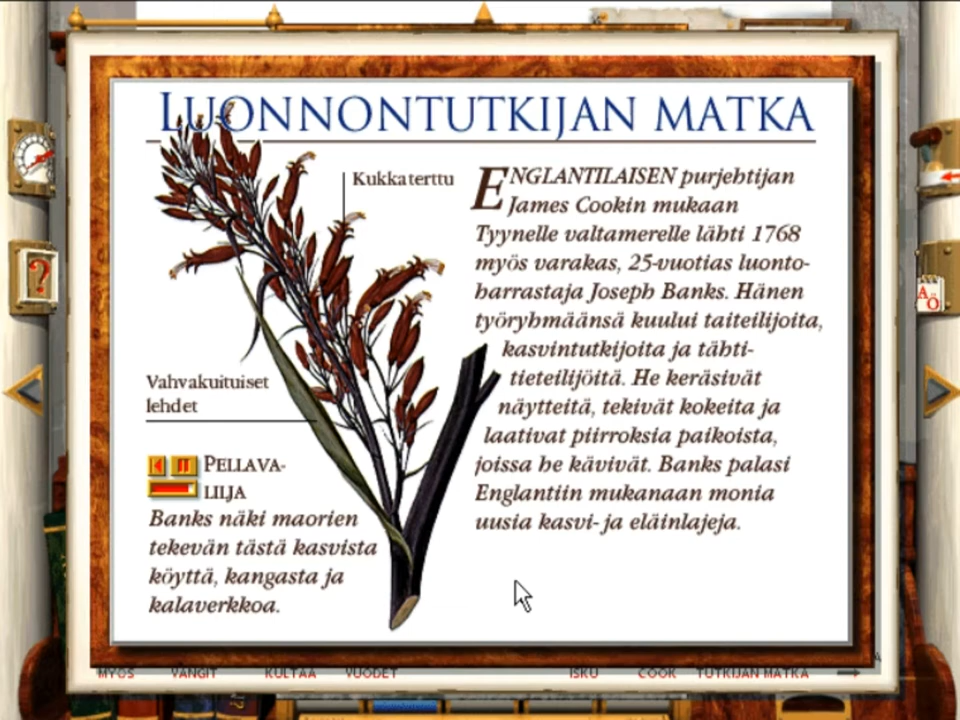 LUONNONTUTKIJAN MATKA
Kukkaterttu
ENGLANTILAISEN purjehtijan
James Cookin mukaan
Tyynelle valtamerelle lähti 1768
myös varakas, 25-vuotias luonto-
harrastaja Joseph Banks. Hänen
työryhmäänsä kuului taiteilijoita,
kasvintutkijoita ja tähti-
tieteilijöitä. He keräsivät
näytteitä, tekivät kokeita ja
laativat piirroksia paikoista,
joissa he kävivät. Banks palasi
Englantiin mukanaan monia
uusia kasvi- ja eläinlajeja.
Vahvakuituiset
lehdet
PELLAVA-
LILJA
Banks näki maorien
tekevän tästä kasvista
köyttä, kangasta ja
kalaverkkoa.
?
A
Ö
MYÖS VANGIT KULTAA VUODET ISKU COOK TUTKIJAN MATKA